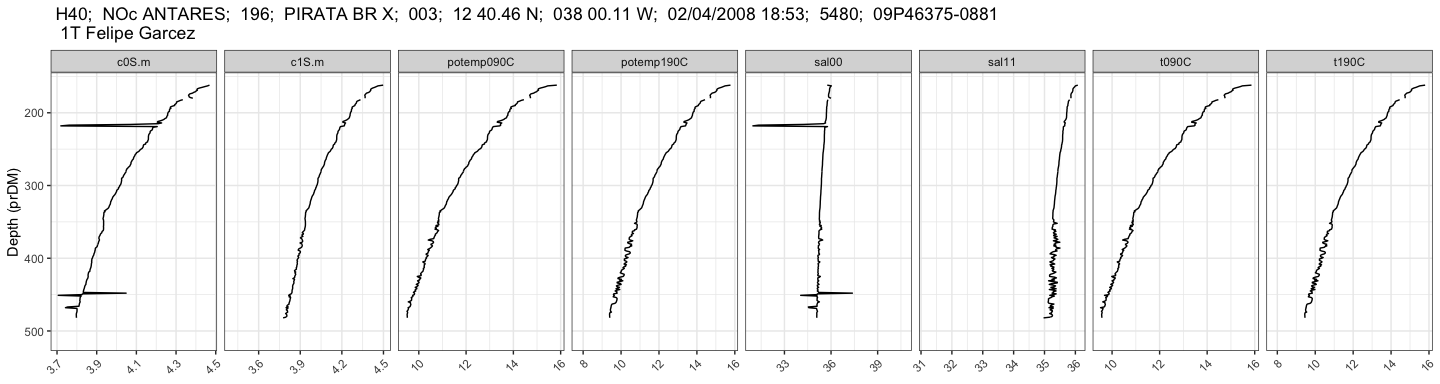 H40; NOc ANTARES; 196; PIRATA BR X; 003; 12 40.46 N; 038 00.11 W; 02/04/2008 18:53; 5480; 09P46375-0881
1T Felipe Garcez
c0S.m c1S.m potemp090C potemp190C sal00 sal11 t090C t190C
Depth (prDM)
200
300
400
500
3.7 3.9 4.1 4.3 4.5 3.6 3.9 4.2 4.5 10 12 14 16 8 10 12 14 16 33 36 39 31 32 33 34 35 36 10 12 14 16 8 10 12 14 16